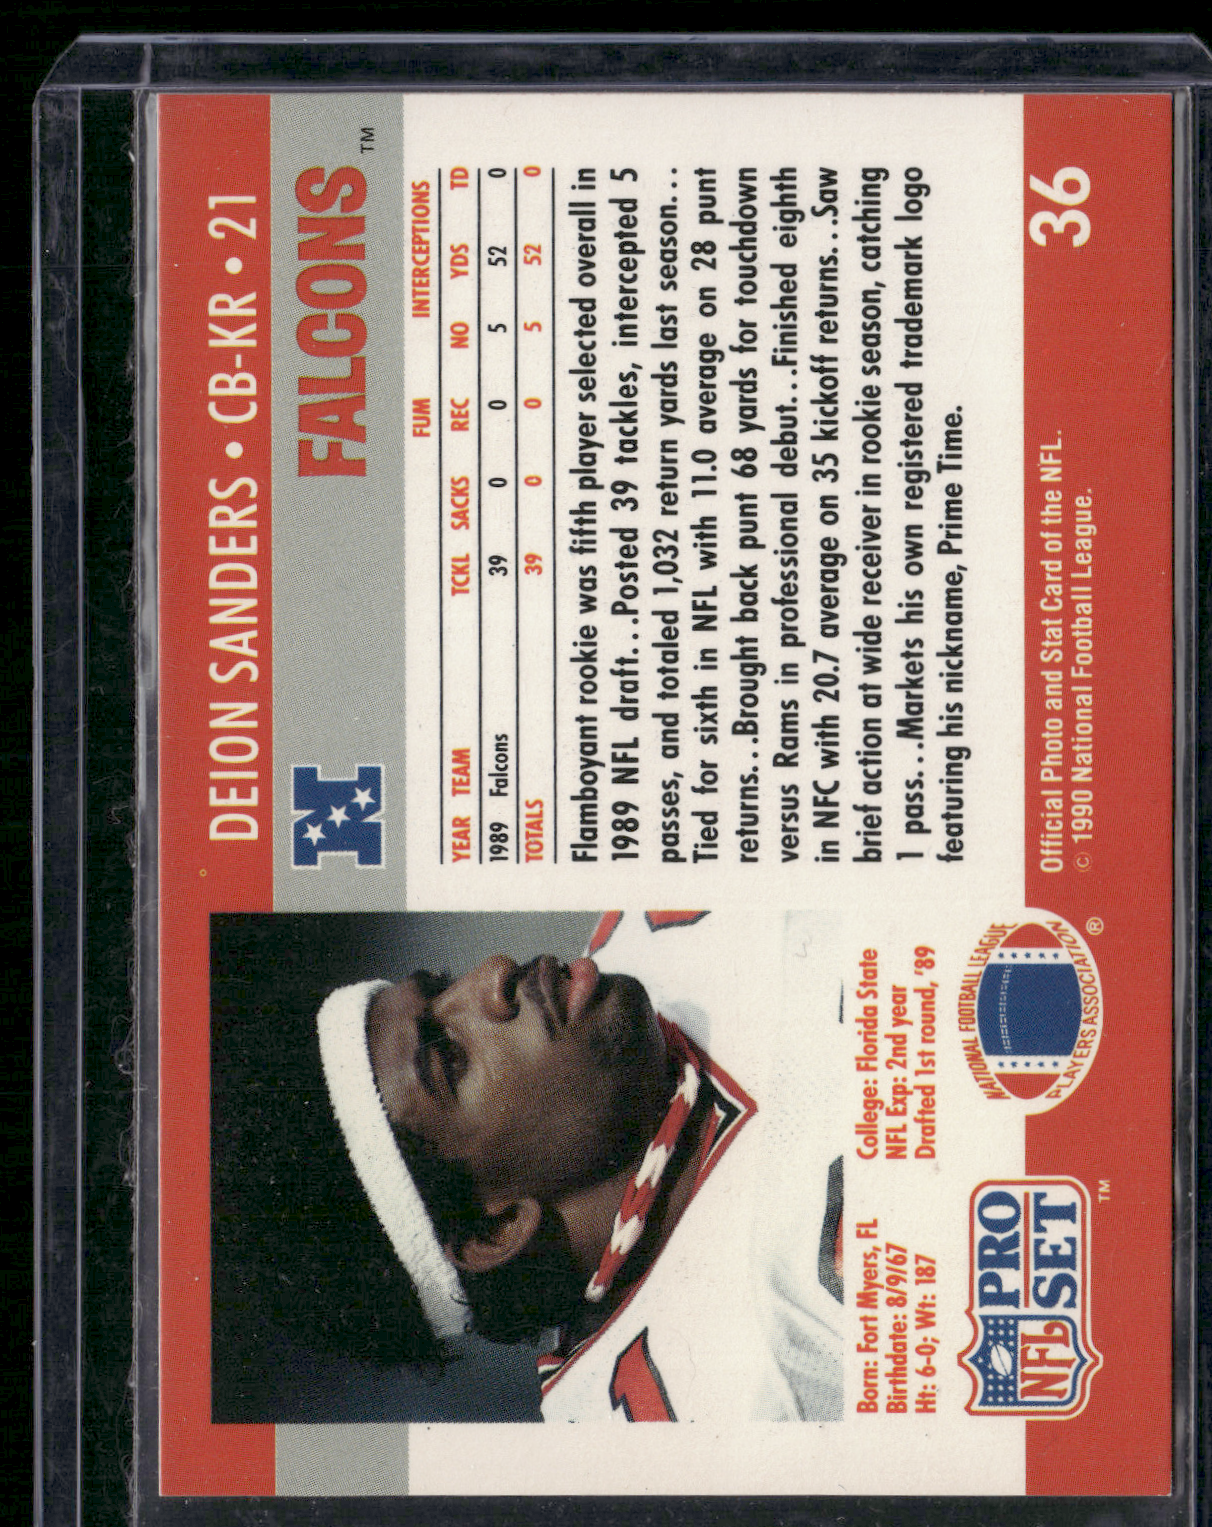 DEION SANDERS • CB-KR • 21
N
FALCONS™
FUM INTERCEPTIONS
YEAR TEAM TCKL SACKS REC NO YDS TD
1989 Falcons 39 0 0 5 52 0
TOTALS 39 0 0 5 52 0
Flamboyant rookie was fifth player selected overall in
1989 NFL draft...Posted 39 tackles, intercepted 5
passes, and totaled 1,032 return yards last season...
Tied for sixth in NFL with 11.0 average on 28 punt
returns...Brought back punt 68 yards for touchdown
versus Rams in professional debut...Finished eighth
in NFC with 20.7 average on 35 kickoff returns...Saw
brief action at wide receiver in rookie season, catching
1 pass...Markets his own registered trademark logo
featuring his nickname, Prime Time.
Born: Fort Myers, FL
Birthdate: 8/9/67
Ht: 6-0; Wt: 187
College: Florida State
NFL Exp: 2nd year
Drafted 1st round, '89
NFL PRO SET™
NATIONAL FOOTBALL LEAGUE
PLAYERS ASSOCIATION®
Official Photo and Stat Card of the NFL.
© 1990 National Football League.
36